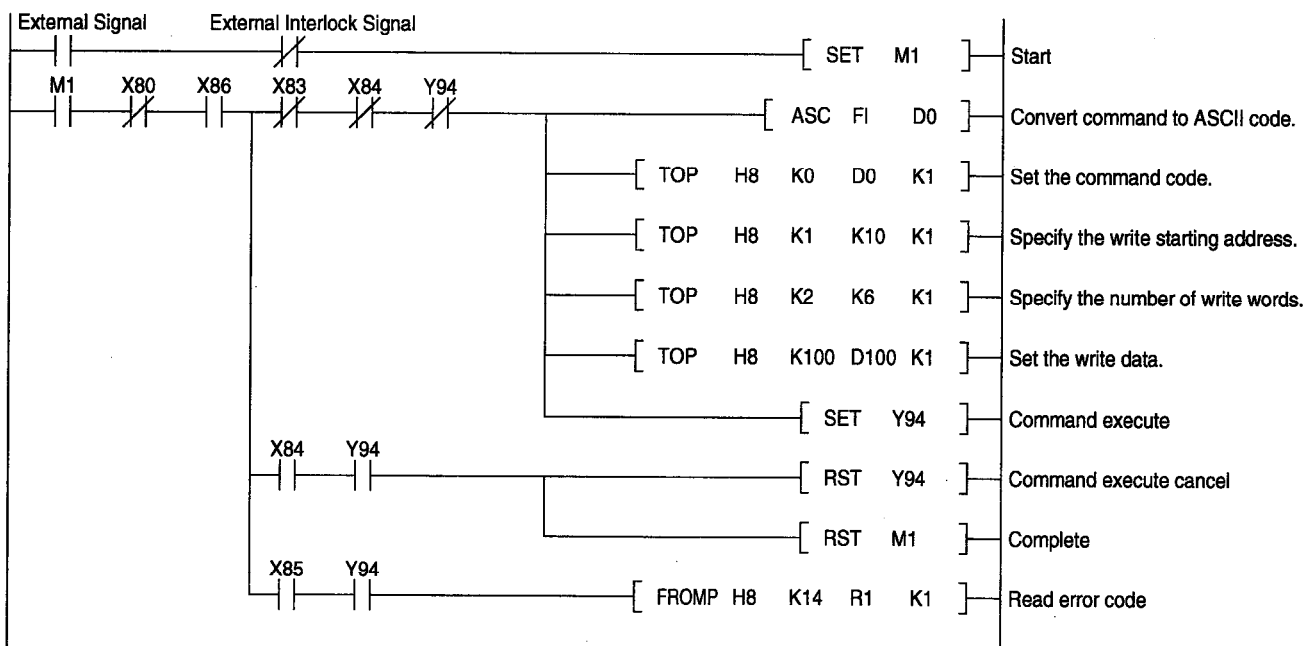 External Signal External Interlock Signal
SET M1 Start
M1 X80 X86 X83 X84 Y94
ASC FI D0 Convert command to ASCII code.
TOP H8 K0 D0 K1 Set the command code.
TOP H8 K1 K10 K1 Specify the write starting address.
TOP H8 K2 K6 K1 Specify the number of write words.
TOP H8 K100 D100 K1 Set the write data.
SET Y94 Command execute
X84 Y94
RST Y94 Command execute cancel
RST M1 Complete
X85 Y94
FROMP H8 K14 R1 K1 Read error code